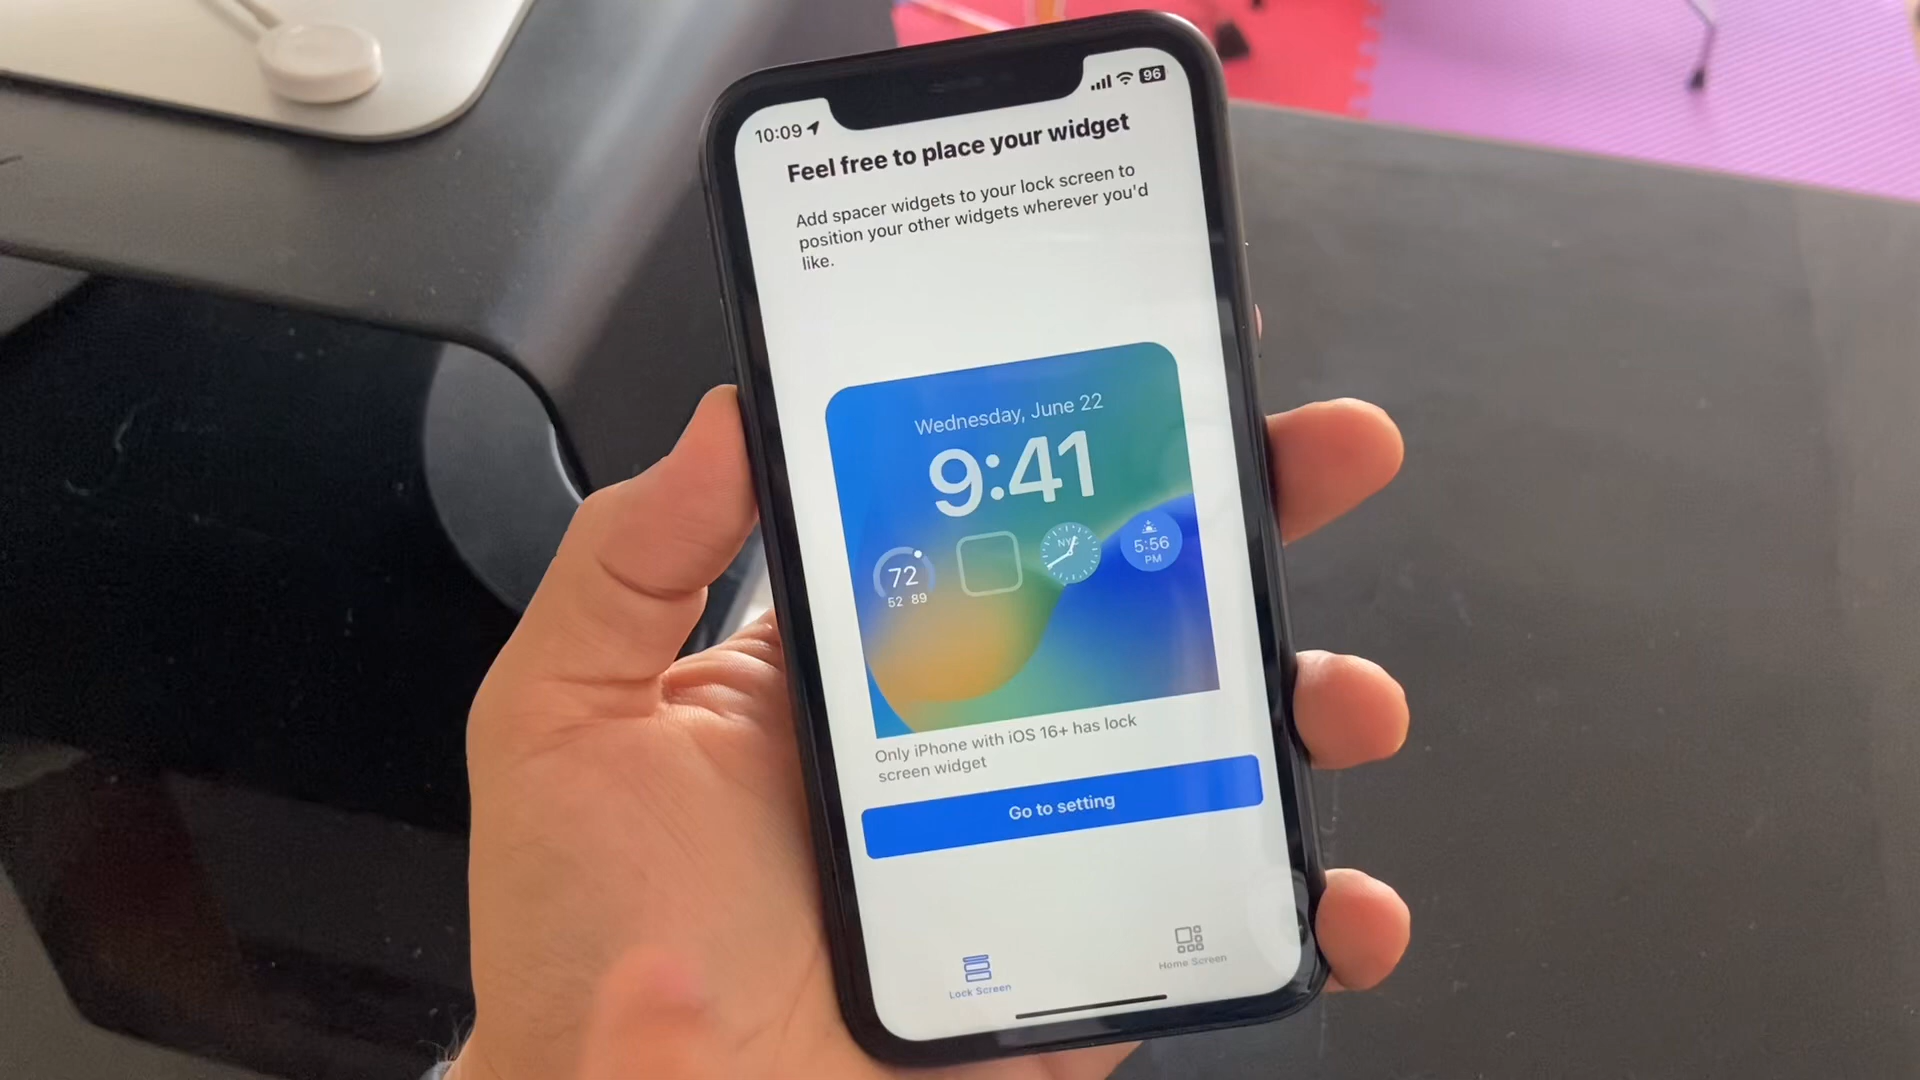 10:09
96
Feel free to place your widget
Add spacer widgets to your lock screen to
position your other widgets wherever you'd
like.
Wednesday, June 22
9:41
72
52 89
NYC
5:56
PM
Only iPhone with iOS 16+ has lock
screen widget
Go to setting
Lock Screen
Home Screen